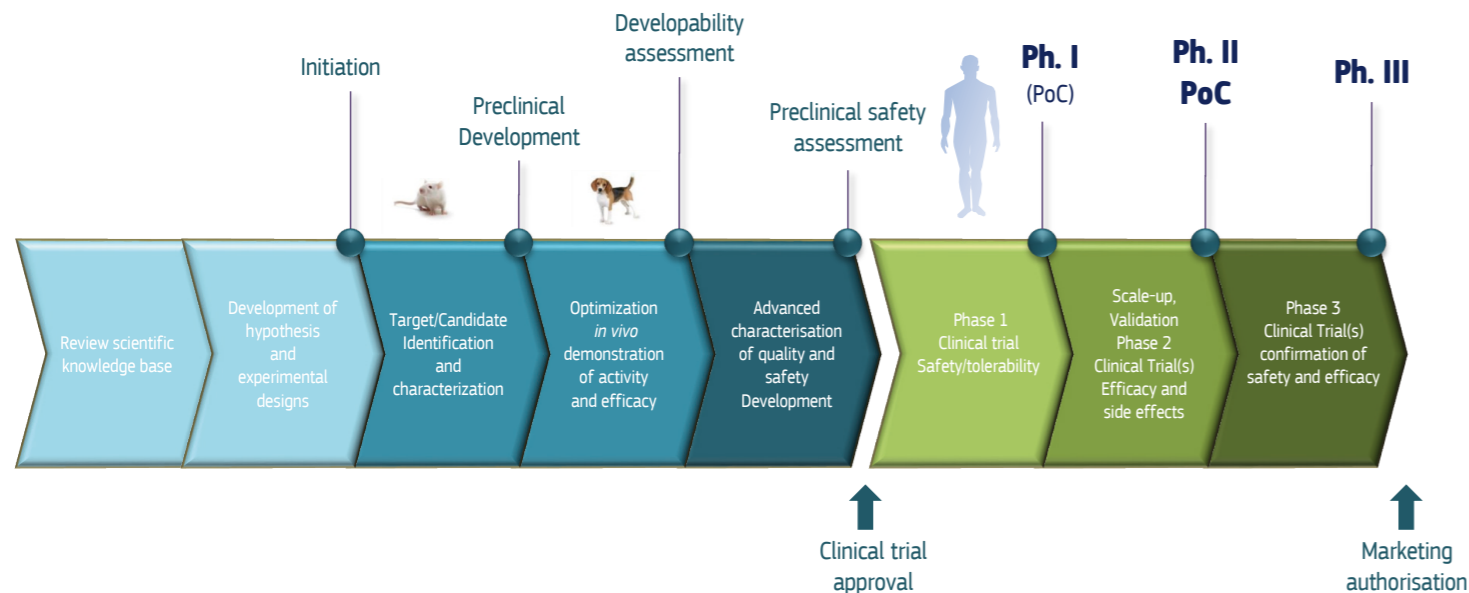 Initiation
Preclinical
Development
Developability
assessment
Preclinical safety
assessment
Ph. I
(PoC)
Ph. II
PoC
Ph. III
Review scientific
knowledge base
Development of
hypothesis
and
experimental
designs
Target/Candidate
Identification
and
characterization
Optimization
in vivo
demonstration
of activity
and efficacy
Advanced
characterisation
of quality and
safety
Development
Phase 1
Clinical trial
Safety/tolerability
Scale-up,
Validation
Phase 2
Clinical Trial(s)
Efficacy and
side effects
Phase 3
Clinical Trial(s)
confirmation of
safety and efficacy
Clinical trial
approval
Marketing
authorisation